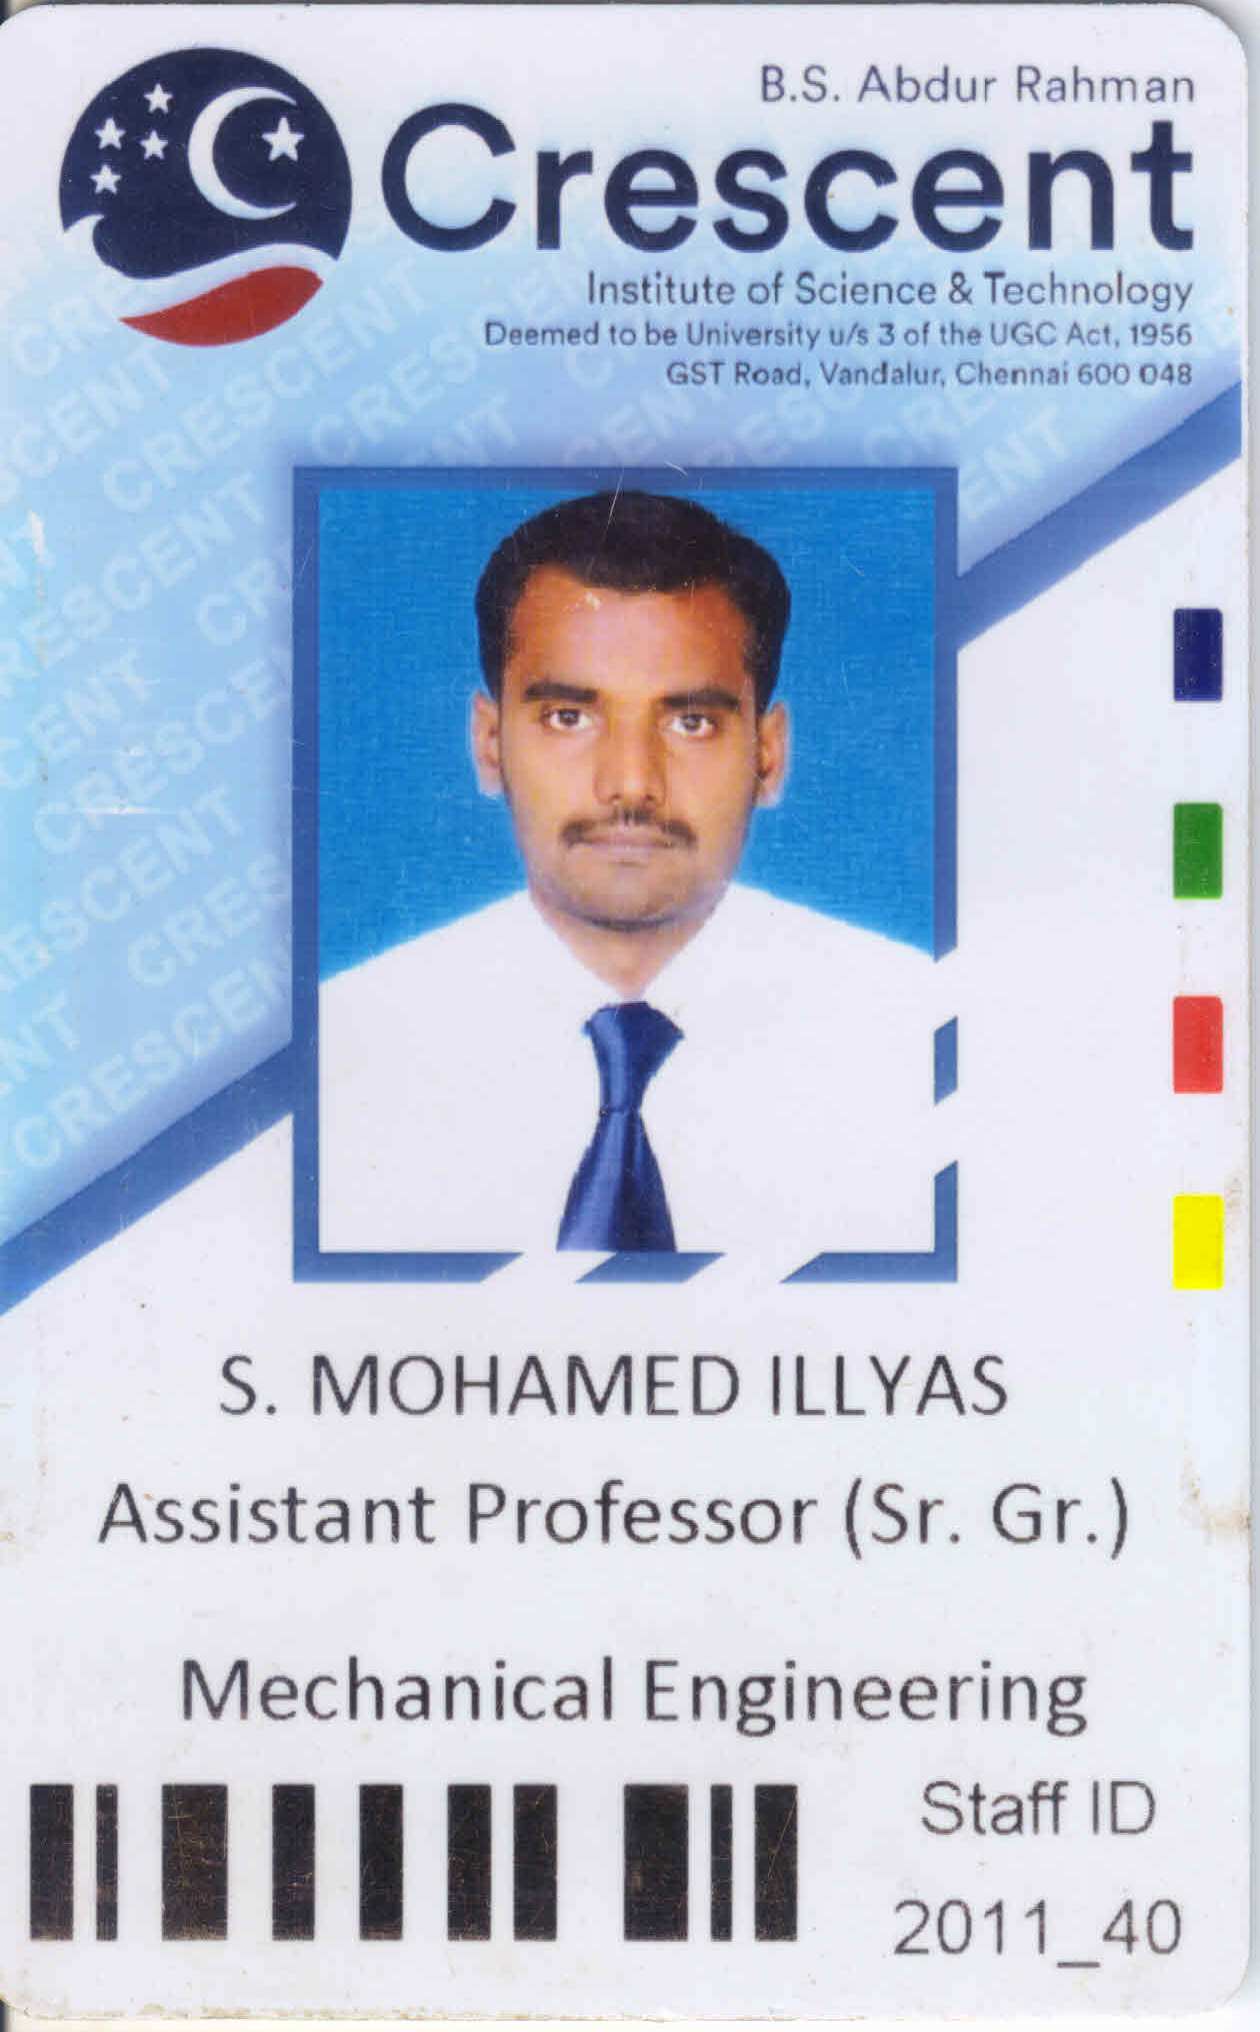 B.S. Abdur Rahman
Crescent
Institute of Science & Technology
Deemed to be University u/s 3 of the UGC Act, 1956
GST Road, Vandalur, Chennai 600 048
S. MOHAMED ILLYAS
Assistant Professor (Sr. Gr.)
Mechanical Engineering
Staff ID
2011_40